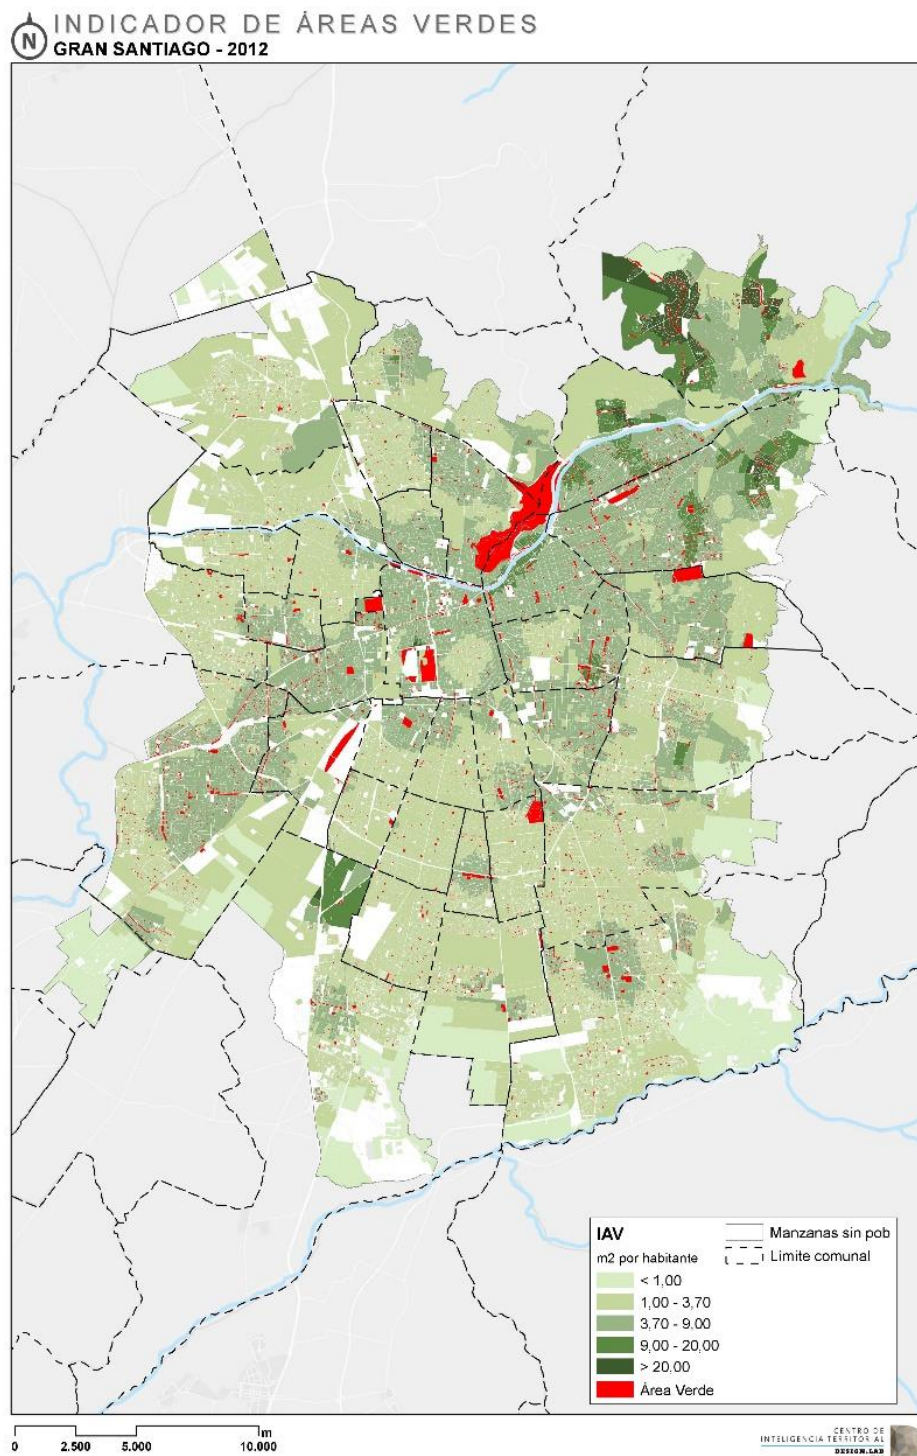 INDICADOR DE ÁREAS VERDES
N
GRAN SANTIAGO - 2012
IAV
m2 por habitante
< 1,00
1,00 - 3,70
3,70 - 9,00
9,00 - 20,00
> 20,00
Área Verde
Manzanas sin pob
Limite comunal
m
0 2.500 5.000 10.000
CENTRO DE
INTELIGENCIA TERRITORIAL
DESIGN.LAB